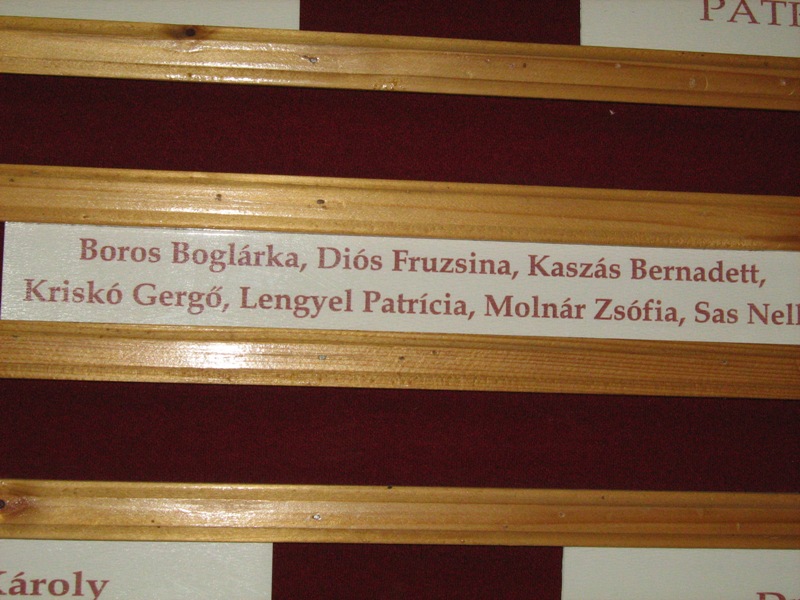 Boros Boglárka, Diós Fruzsina, Kaszás Bernadett,
Kriskó Gergő, Lengyel Patrícia, Molnár Zsófia, Sas
Károly